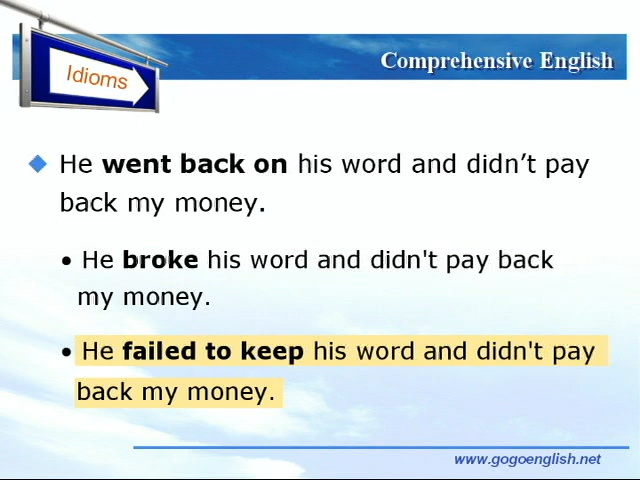 Idioms
Comprehensive English
He went back on his word and didn’t pay
back my money.
• He broke his word and didn't pay back
my money.
• He failed to keep his word and didn't pay
back my money.
www.gogoenglish.net